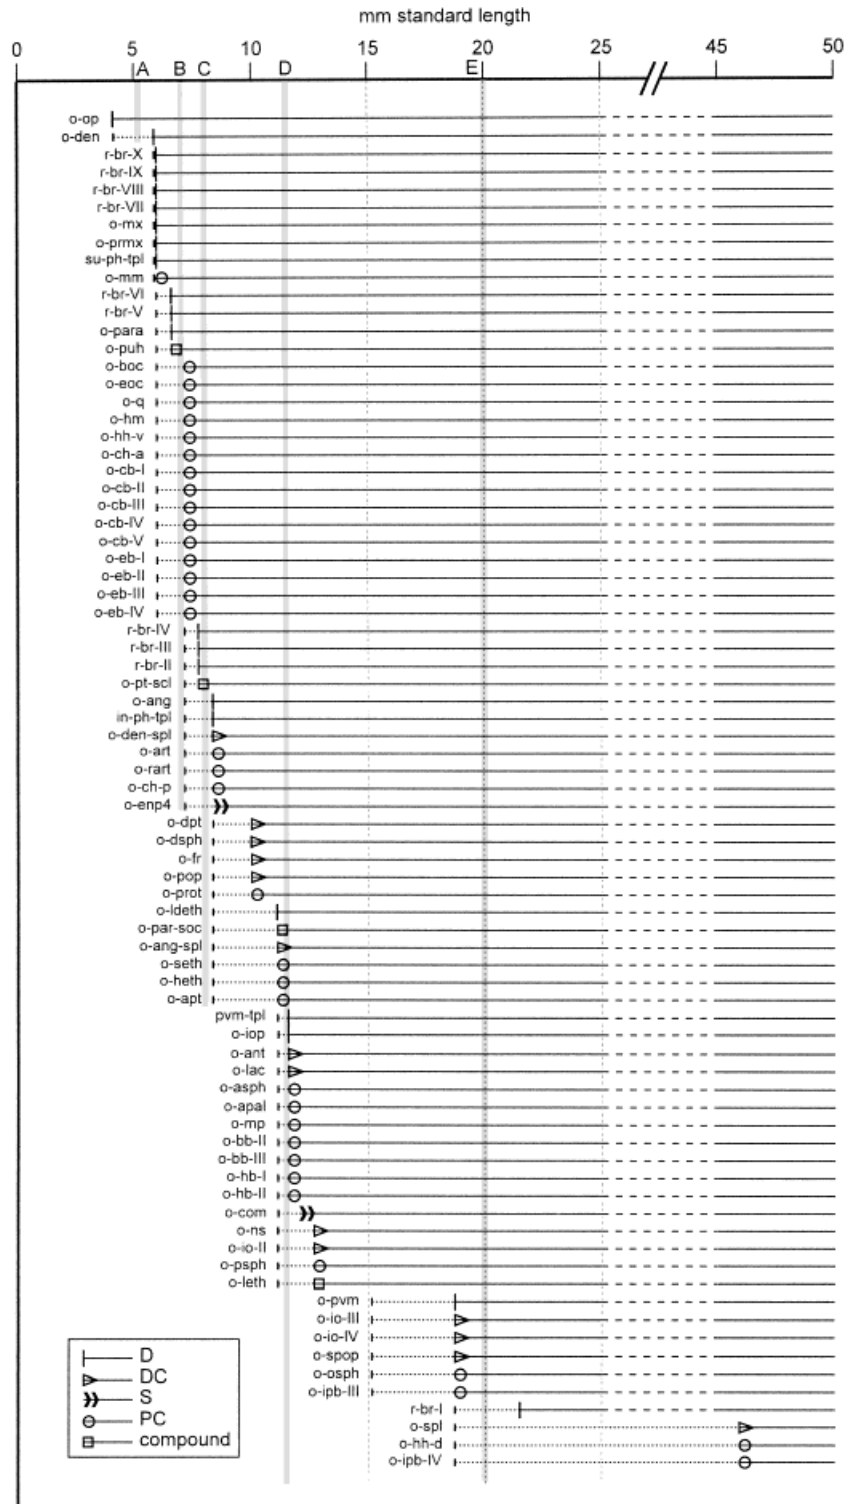 mm standard length
0 5 10 15 20 25 45 50
A B C D E
o-op
o-den
r-br-X
r-br-IX
r-br-VIII
r-br-VII
o-mx
o-prmx
su-ph-tpl
o-mm
r-br-VI
r-br-V
o-para
o-puh
o-boc
o-eoc
o-q
o-hm
o-hh-v
o-ch-a
o-cb-I
o-cb-II
o-cb-III
o-cb-IV
o-cb-V
o-eb-I
o-eb-II
o-eb-III
o-eb-IV
r-br-IV
r-br-III
r-br-II
o-pt-scl
o-ang
in-ph-tpl
o-den-spl
o-art
o-rart
o-ch-p
o-enp4
o-dpt
o-dsph
o-fr
o-pop
o-prot
o-ldeth
o-par-soc
o-ang-spl
o-seth
o-heth
o-apt
pvm-tpl
o-iop
o-ant
o-lac
o-asph
o-apal
o-mp
o-bb-II
o-bb-III
o-hb-I
o-hb-II
o-com
o-ns
o-io-II
o-psph
o-leth
o-pvm
o-io-III
o-io-IV
o-spop
o-osph
o-ipb-III
r-br-I
o-spl
o-hh-d
o-ipb-IV
D
DC
S
PC
compound